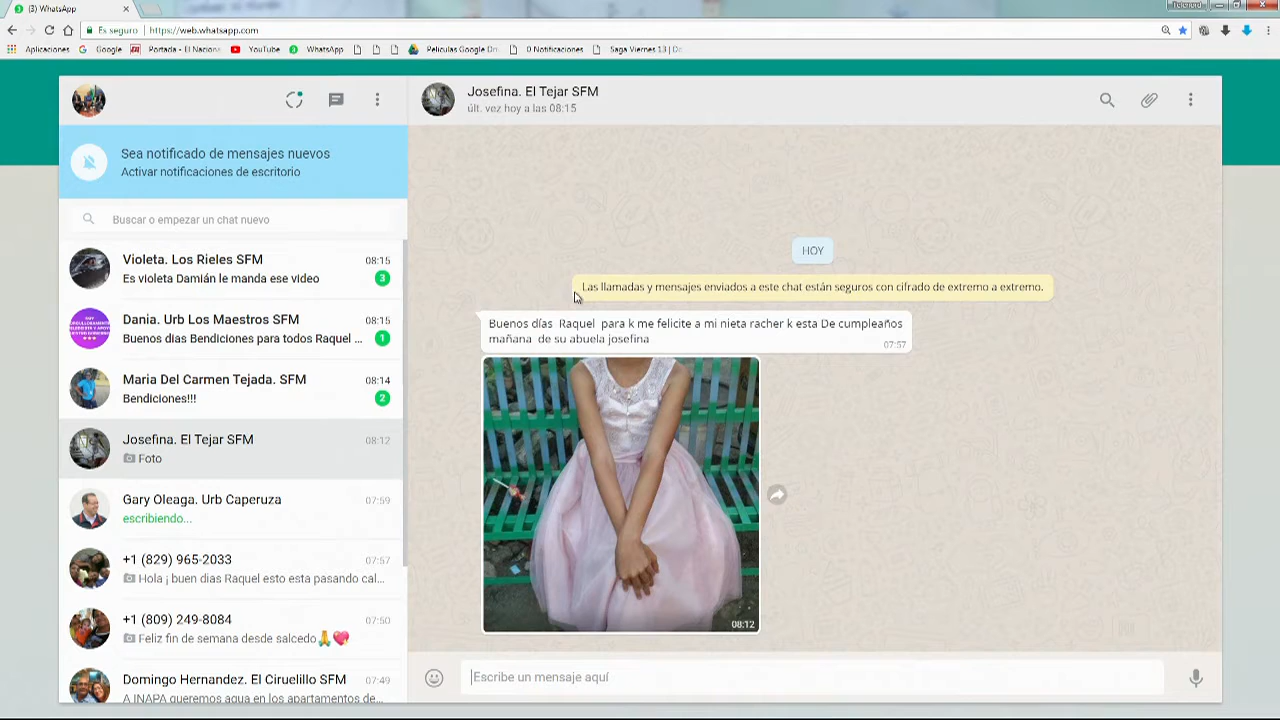 (3) WhatsApp
Telenord
Es seguro | https://web.whatsapp.com
Aplicaciones Google Portada - El Naciona YouTube WhatsApp Peliculas Google Dri 0 Notificaciones Saga Viernes 13 | De
Josefina. El Tejar SFM
últ. vez hoy a las 08:15
Sea notificado de mensajes nuevos
Activar notificaciones de escritorio
Buscar o empezar un chat nuevo
Violeta. Los Rieles SFM 08:15
Es violeta Damián le manda ese video 3
Dania. Urb Los Maestros SFM 08:15
Buenos dias Bendiciones para todos Raquel ... 1
Maria Del Carmen Tejada. SFM 08:14
Bendiciones!!! 2
Josefina. El Tejar SFM 08:12
Foto
Gary Oleaga. Urb Caperuza 07:59
escribiendo...
+1 (829) 965-2033 07:57
Hola ¡ buen dias Raquel esto esta pasando cal...
+1 (809) 249-8084 07:50
Feliz fin de semana desde salcedo🙏💖
Domingo Hernandez. El Ciruelillo SFM 07:49
A INAPA queremos agua en los apartamentos de...
HOY
Las llamadas y mensajes enviados a este chat están seguros con cifrado de extremo a extremo.
Buenos días Raquel para k me felicite a mi nieta racher k esta De cumpleaños
mañana de su abuela josefina
07:57
08:12
Escribe un mensaje aquí